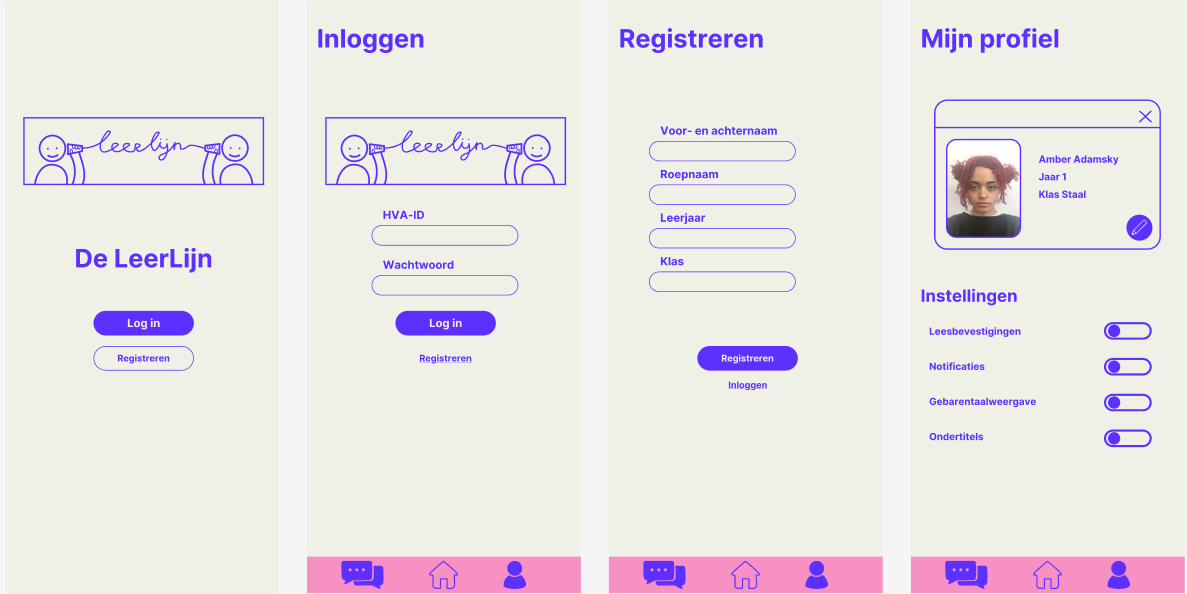 leeelijn
De LeerLijn
Log in
Registreren
Inloggen
leeelijn
HVA-ID
Wachtwoord
Log in
Registreren
Registreren
Voor- en achternaam
Roepnaam
Leerjaar
Klas
Registreren
Inloggen
Mijn profiel
Amber Adamsky
Jaar 1
Klas Staal
Instellingen
Leesbevestigingen
Notificaties
Gebarentaalweergave
Ondertitels